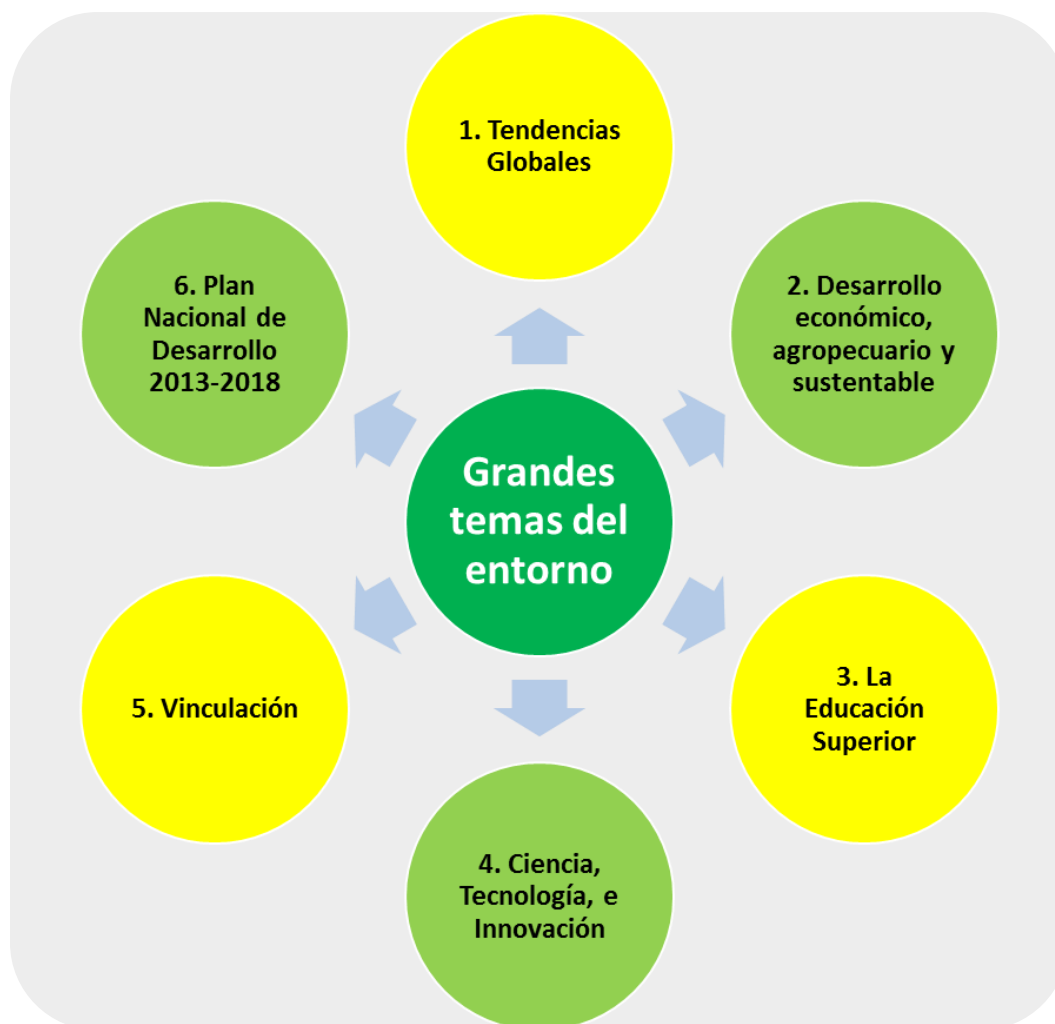 1. Tendencias
Globales
6. Plan
Nacional de
Desarrollo
2013-2018
2. Desarrollo
económico,
agropecuario y
sustentable
Grandes
temas del
entorno
5. Vinculación
3. La
Educación
Superior
4. Ciencia,
Tecnología, e
Innovación